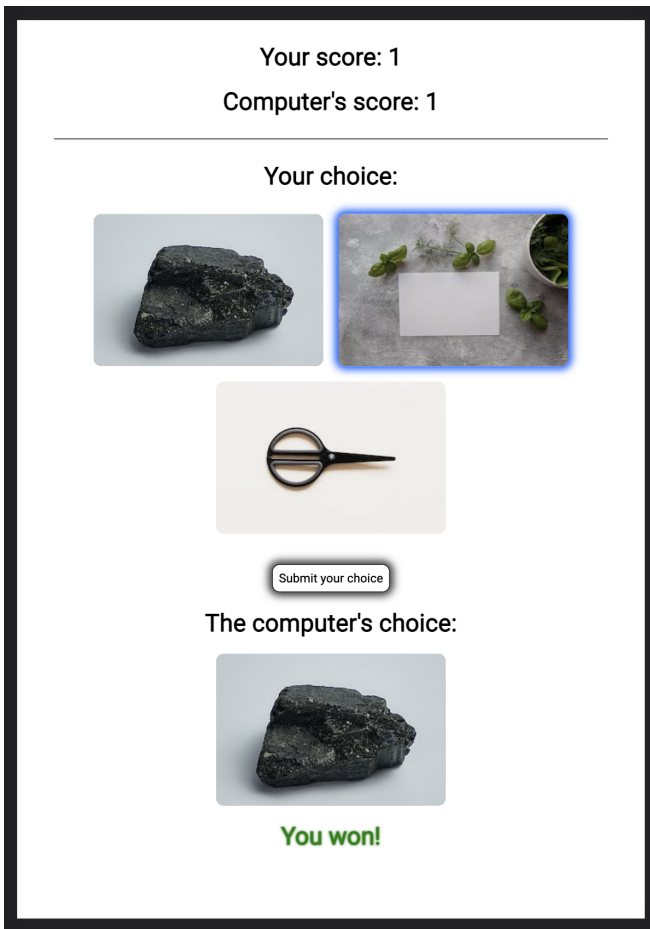 Your score: 1
Computer's score: 1
Your choice:
Submit your choice
The computer's choice:
You won!